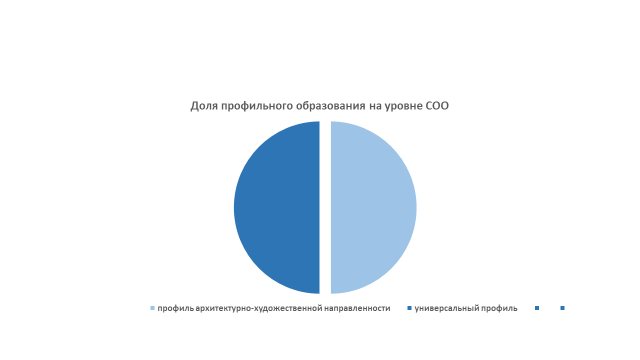 Доля профильного образования на уровне СОО
профиль архитектурно-художественной направленности универсальный профиль